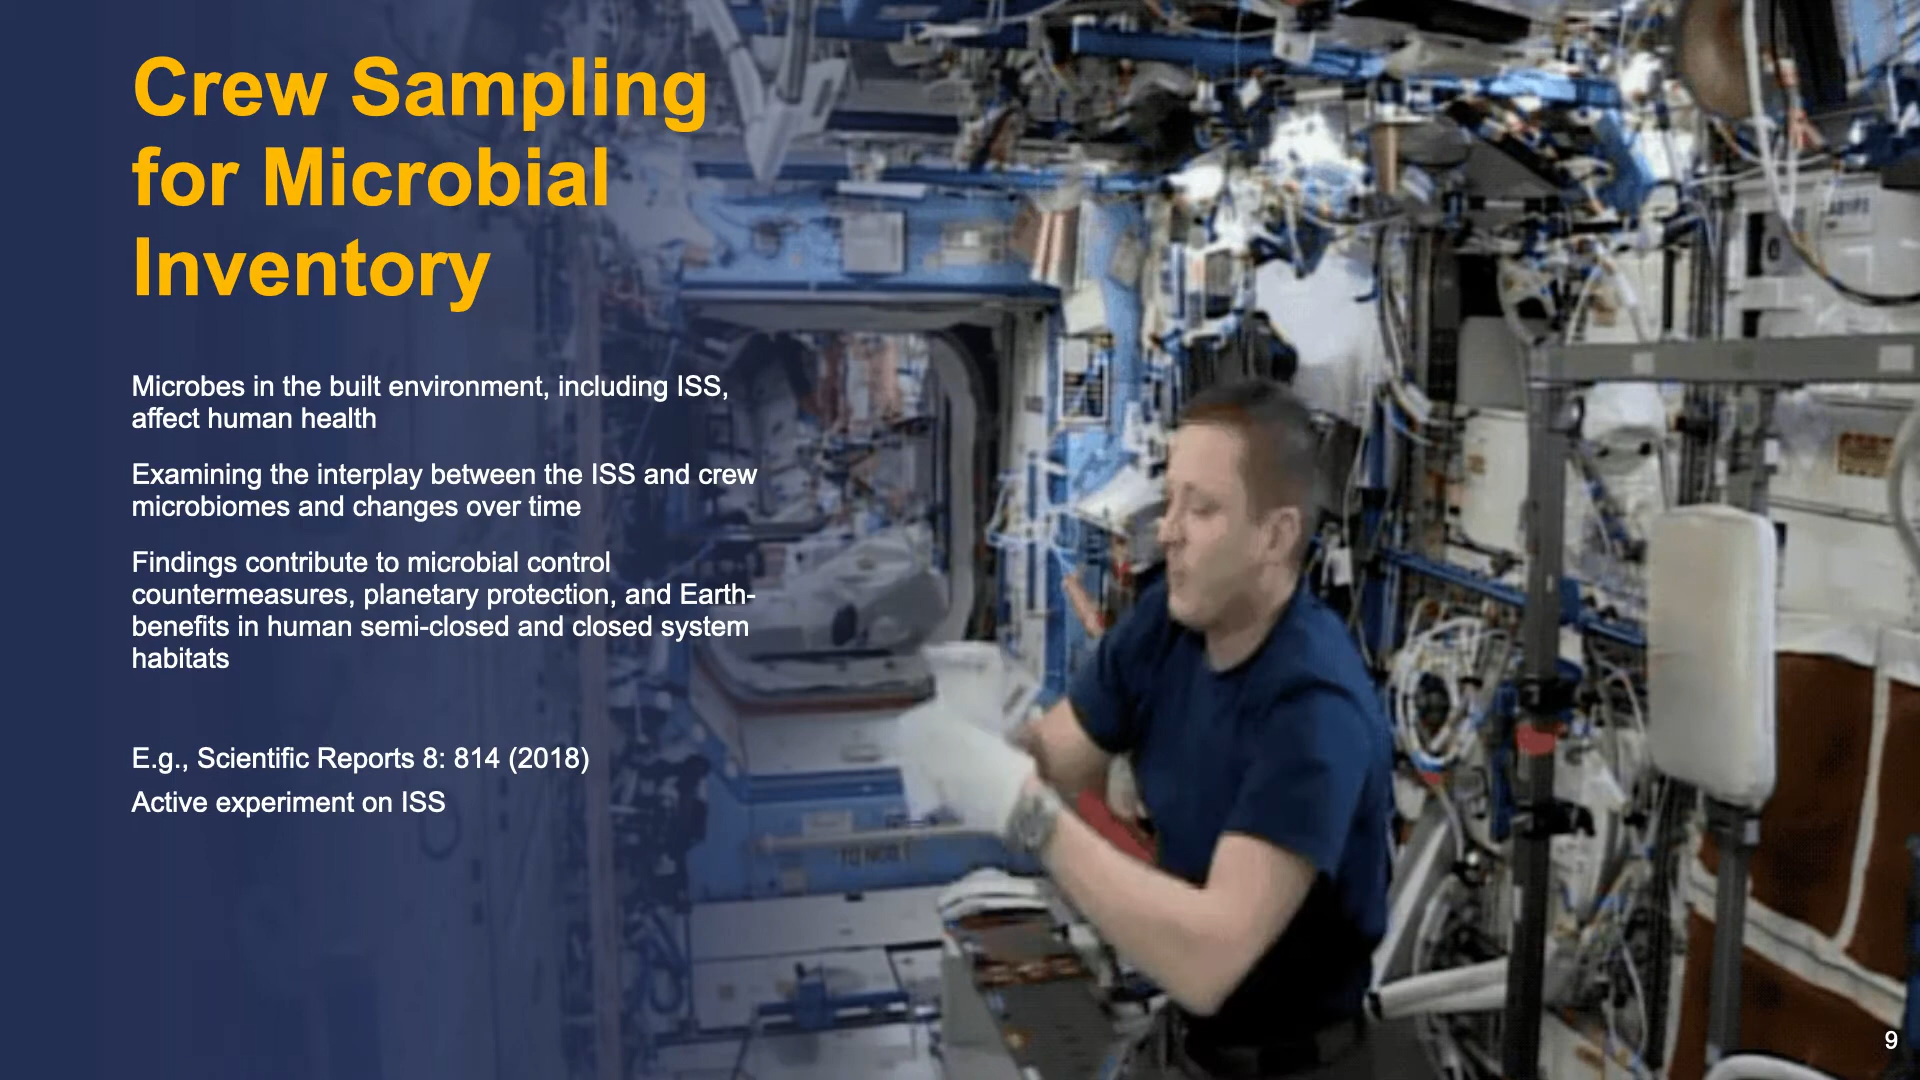 Crew Sampling
for Microbial
Inventory
Microbes in the built environment, including ISS,
affect human health
Examining the interplay between the ISS and crew
microbiomes and changes over time
Findings contribute to microbial control
countermeasures, planetary protection, and Earth-
benefits in human semi-closed and closed system
habitats
E.g., Scientific Reports 8: 814 (2018)
Active experiment on ISS
9